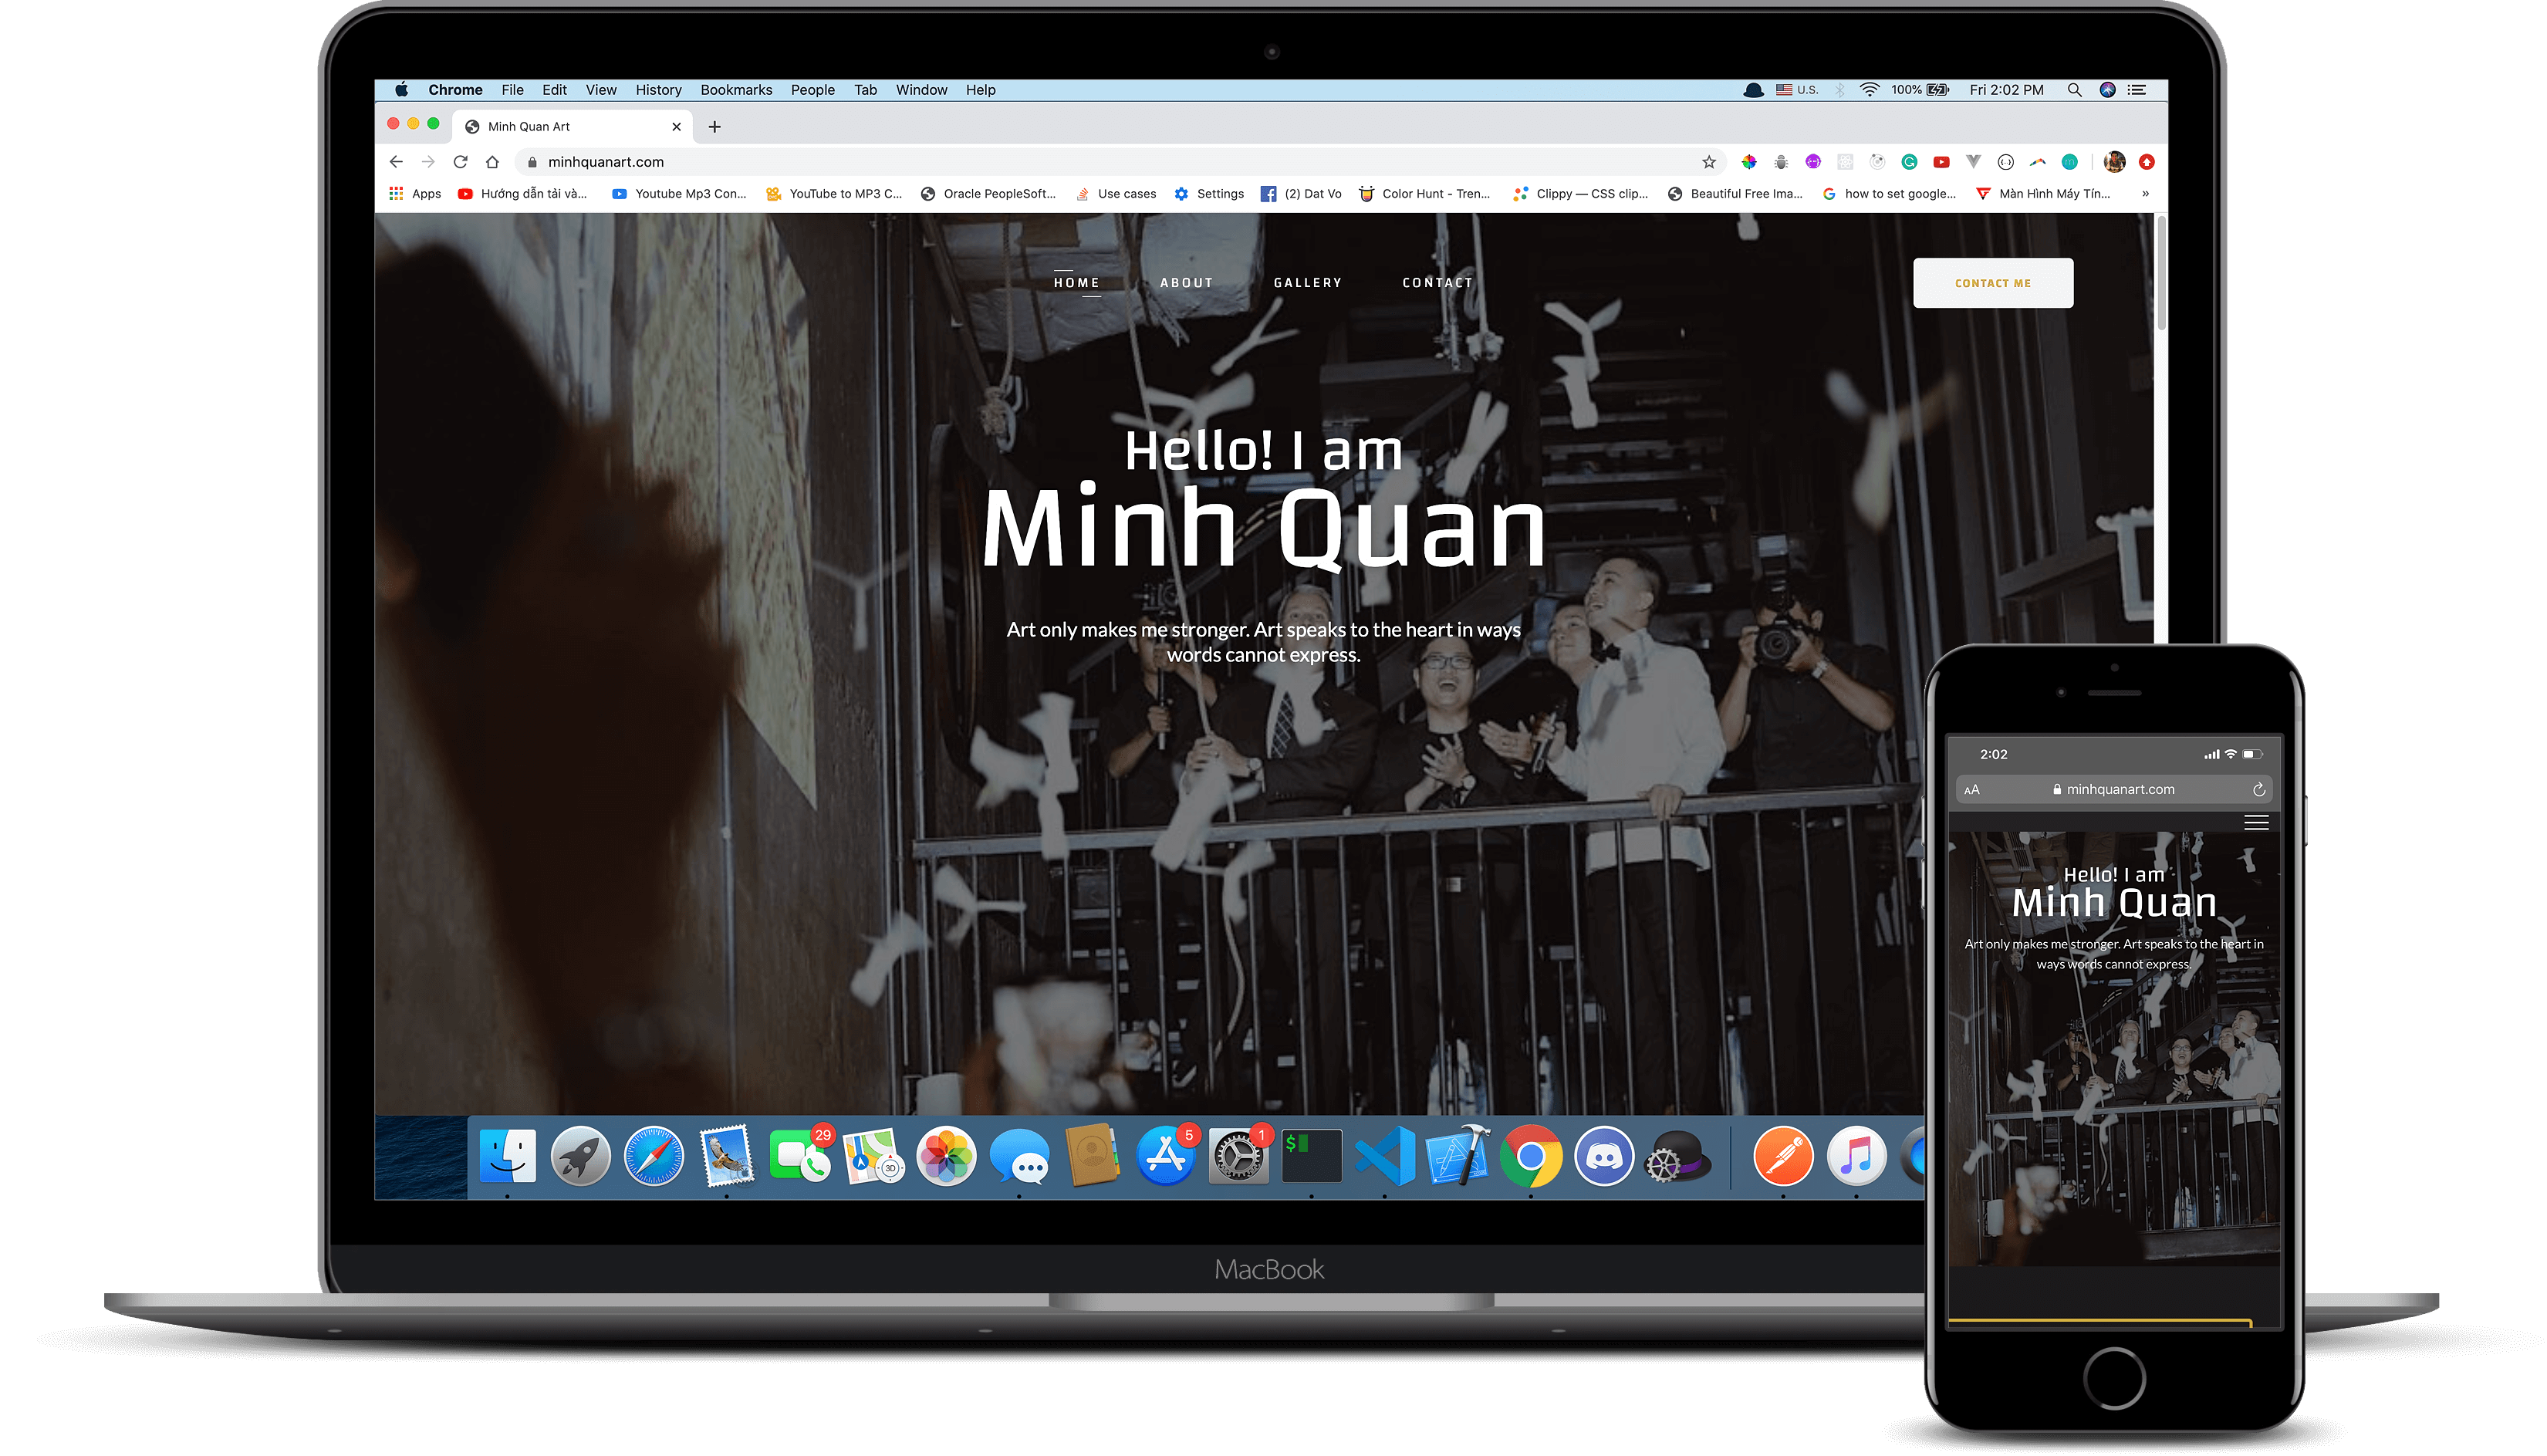 Chrome File Edit View History Bookmarks People Tab Window Help U.S. 100% Fri 2:02 PM
Minh Quan Art
minhquanart.com
Apps Hướng dẫn tải và... Youtube Mp3 Con... YouTube to MP3 C... Oracle PeopleSoft... Use cases Settings (2) Dat Vo Color Hunt - Tren... Clippy — CSS clip... Beautiful Free Ima... how to set google... Màn Hình Máy Tín... »
HOME ABOUT GALLERY CONTACT CONTACT ME
Hello! I am
Minh Quan
Art only makes me stronger. Art speaks to the heart in ways
words cannot express.
29 3D 5 1 $
MacBook
2:02
AA minhquanart.com
Hello! I am
Minh Quan
Art only makes me stronger. Art speaks to the heart in
ways words cannot express.